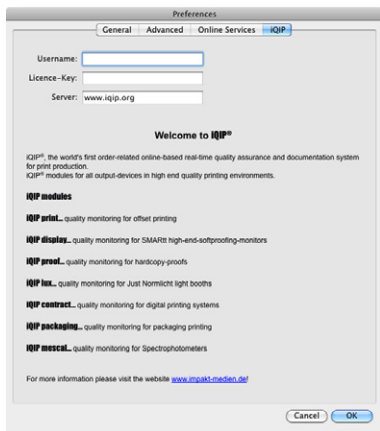 Preferences
General Advanced Online Services iQIP
Username:
Licence-Key:
Server: www.iqip.org
Welcome to iQIP®
iQIP®, the world's first order-related online-based real-time quality assurance and documentation system
for print production.
iQIP® modules for all output-devices in high end quality printing environments.
iQIP modules
iQIP print... quality monitoring for offset printing
iQIP display... quality monitoring for SMARtt high-end-softproofing-monitors
iQIP proof... quality monitoring for hardcopy-proofs
iQIP lux... quality monitoring for Just Normlicht light booths
iQIP contract... quality monitoring for digital printing systems
iQIP packaging... quality monitoring for packaging printing
iQIP mescal... quality monitoring for Spectrophotometers
For more information please visit the website www.impakt-medien.de!
Cancel OK